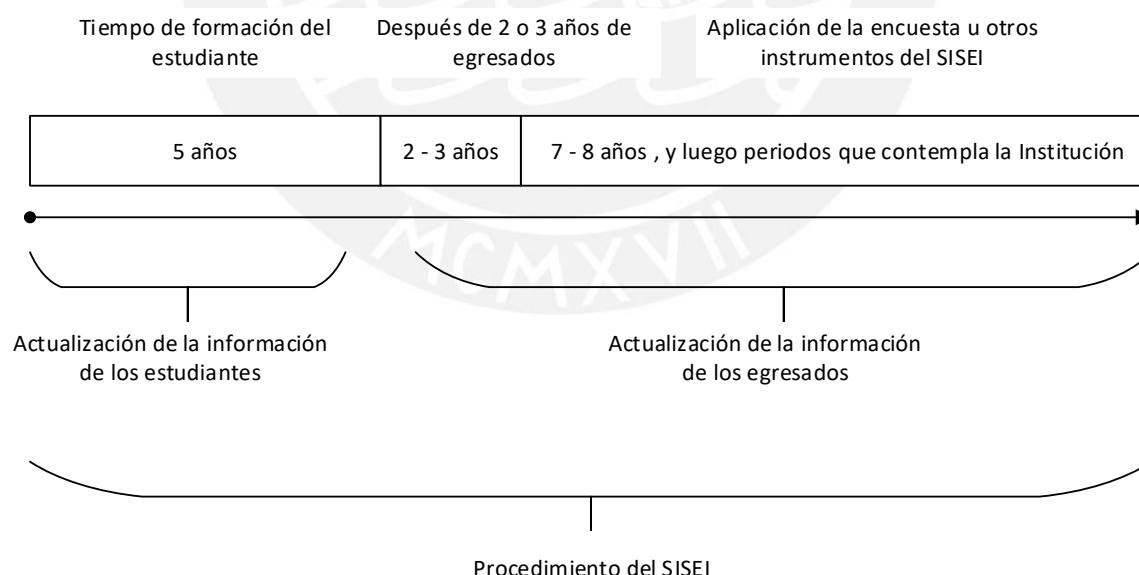 Tiempo de formación del
estudiante
Después de 2 o 3 años de
egresados
Aplicación de la encuesta u otros
instrumentos del SISEI
5 años
2 - 3 años
7 - 8 años , y luego periodos que contempla la Institución
MCMXVII
Actualización de la información
de los estudiantes
Actualización de la información
de los egresados
Procedimiento del SISEI